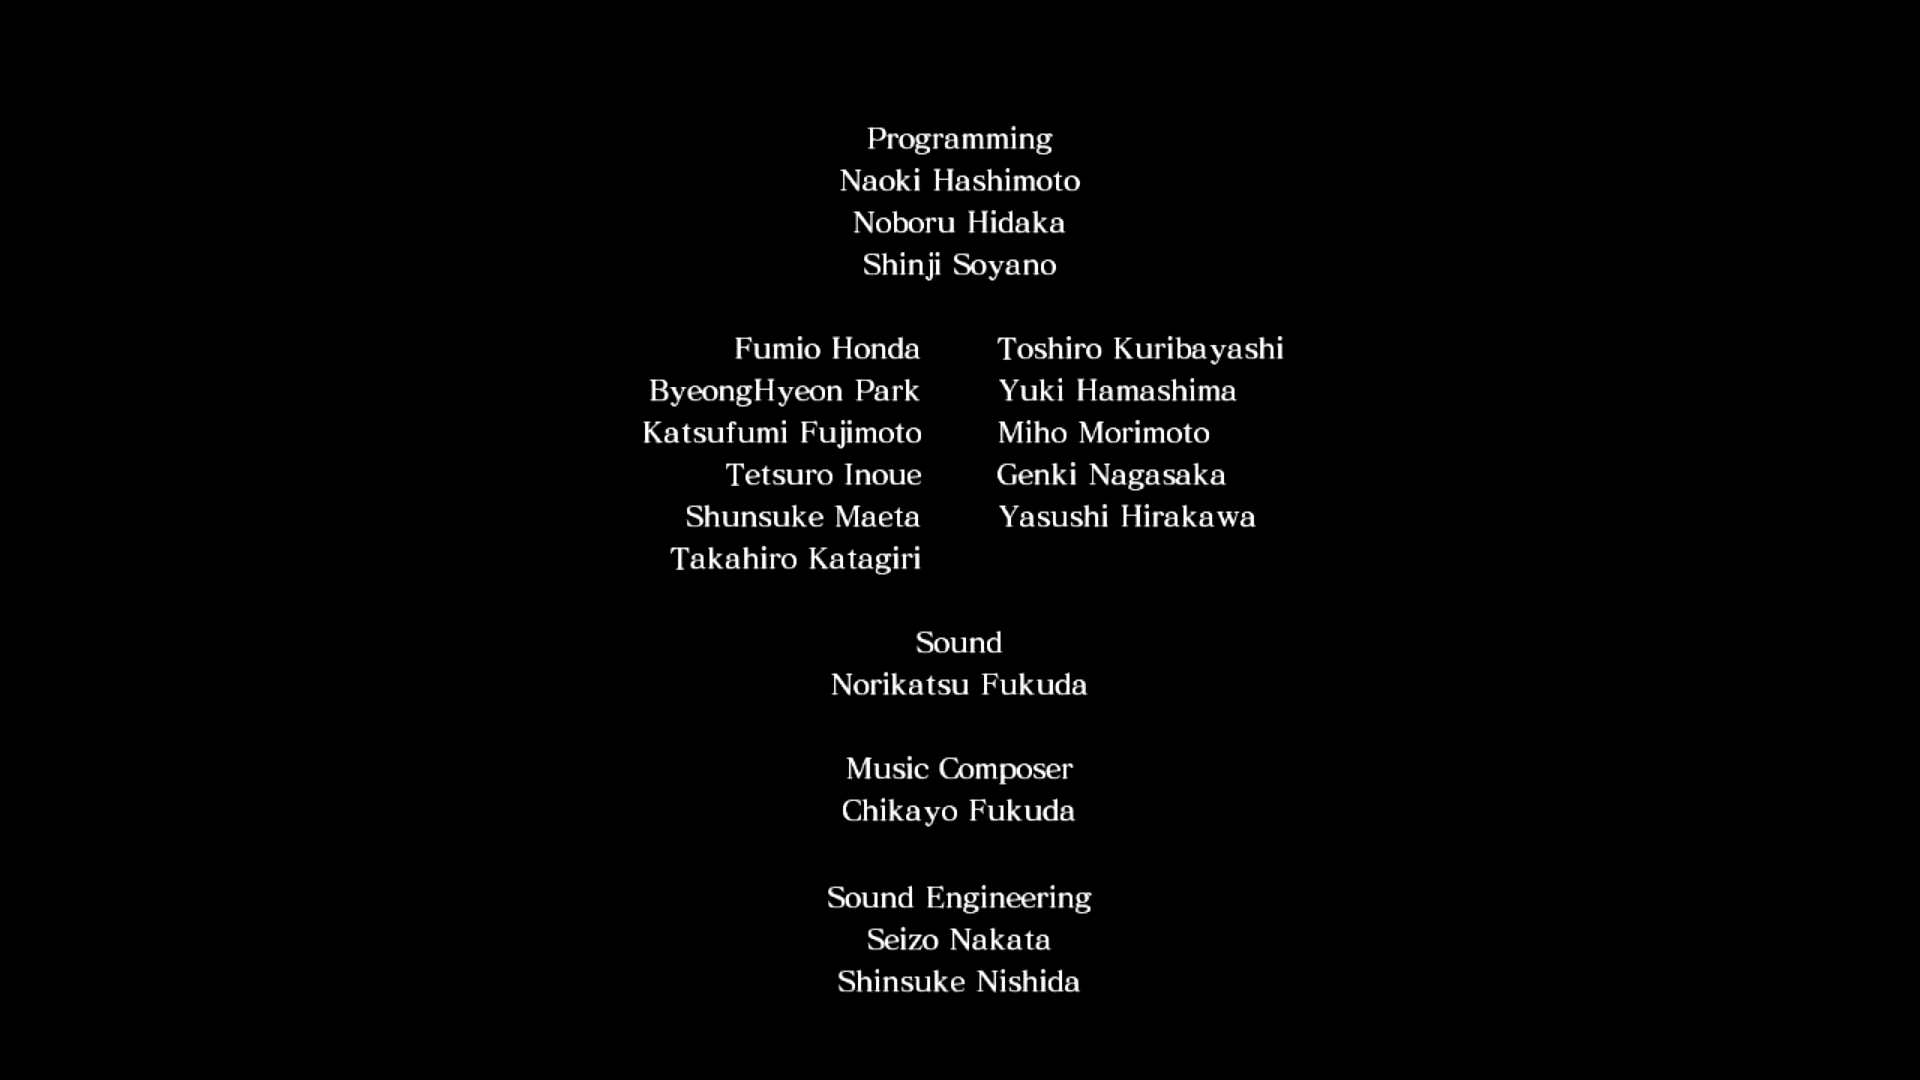 Programming
Naoki Hashimoto
Noboru Hidaka
Shinji Soyano
Fumio Honda Toshiro Kuribayashi
ByeongHyeon Park Yuki Hamashima
Katsufumi Fujimoto Miho Morimoto
Tetsuro Inoue Genki Nagasaka
Shunsuke Maeta Yasushi Hirakawa
Takahiro Katagiri
Sound
Norikatsu Fukuda
Music Composer
Chikayo Fukuda
Sound Engineering
Seizo Nakata
Shinsuke Nishida